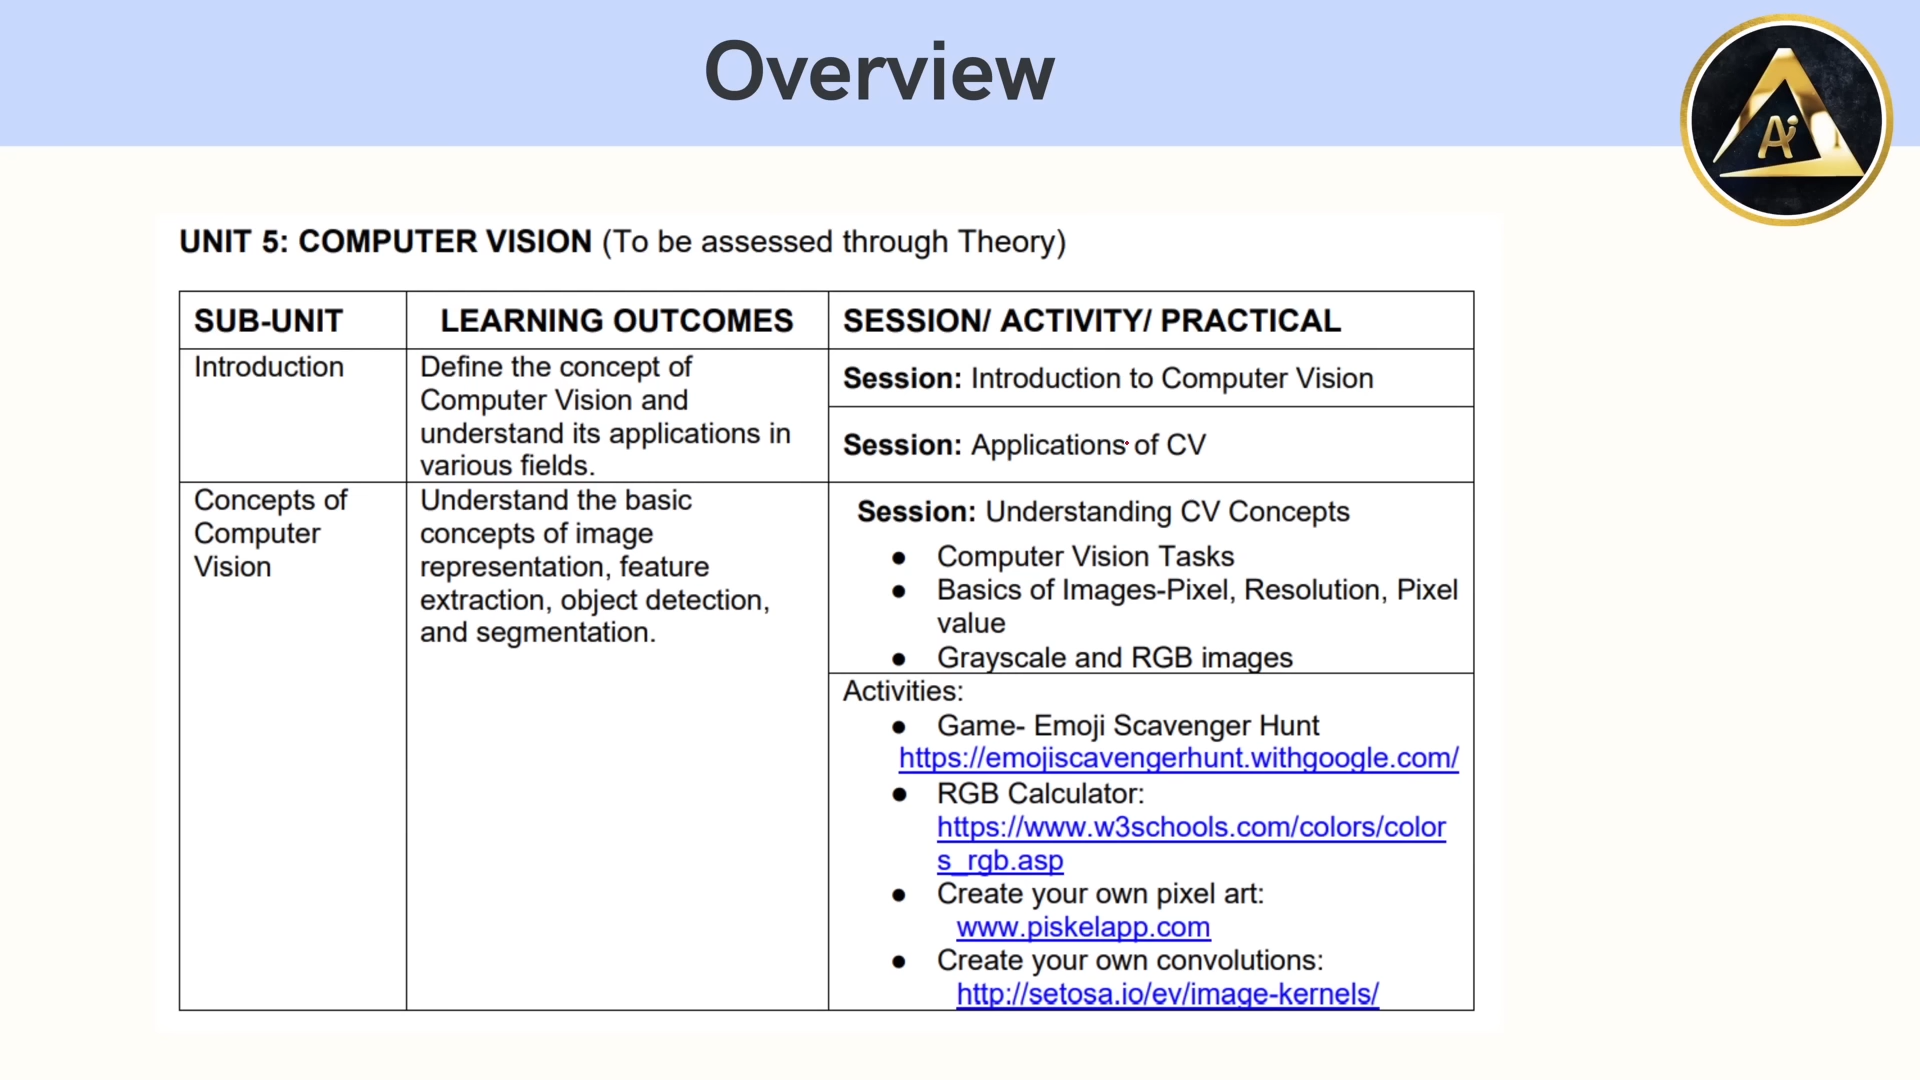 Overview
Ai
UNIT 5: COMPUTER VISION (To be assessed through Theory)
SUB-UNIT
LEARNING OUTCOMES
SESSION/ ACTIVITY/ PRACTICAL
Introduction
Define the concept of
Computer Vision and
understand its applications in
various fields.
Session: Introduction to Computer Vision
Session: Applications of CV
Concepts of
Computer
Vision
Understand the basic
concepts of image
representation, feature
extraction, object detection,
and segmentation.
Session: Understanding CV Concepts
● Computer Vision Tasks
● Basics of Images-Pixel, Resolution, Pixel
value
● Grayscale and RGB images
Activities:
● Game- Emoji Scavenger Hunt
https://emojiscavengerhunt.withgoogle.com/
● RGB Calculator:
https://www.w3schools.com/colors/color
s_rgb.asp
● Create your own pixel art:
www.piskelapp.com
● Create your own convolutions:
http://setosa.io/ev/image-kernels/